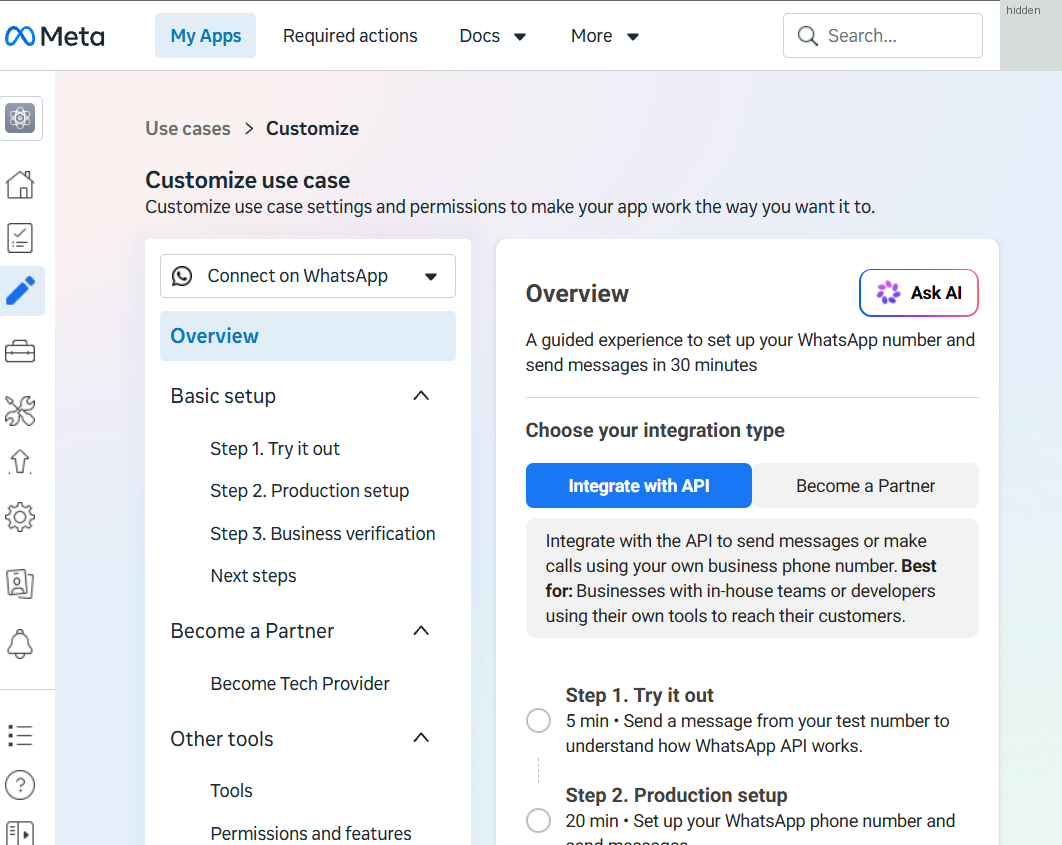 Meta
My Apps
Required actions
Docs
More
Search...
hidden
Use cases > Customize
Customize use case
Customize use case settings and permissions to make your app work the way you want it to.
Connect on WhatsApp
Overview
Basic setup
Step 1. Try it out
Step 2. Production setup
Step 3. Business verification
Next steps
Become a Partner
Become Tech Provider
Other tools
Tools
Permissions and features
Overview
Ask AI
A guided experience to set up your WhatsApp number and
send messages in 30 minutes
Choose your integration type
Integrate with API
Become a Partner
Integrate with the API to send messages or make
calls using your own business phone number. Best
for: Businesses with in-house teams or developers
using their own tools to reach their customers.
Step 1. Try it out
5 min • Send a message from your test number to
understand how WhatsApp API works.
Step 2. Production setup
20 min • Set up your WhatsApp phone number and
send messages